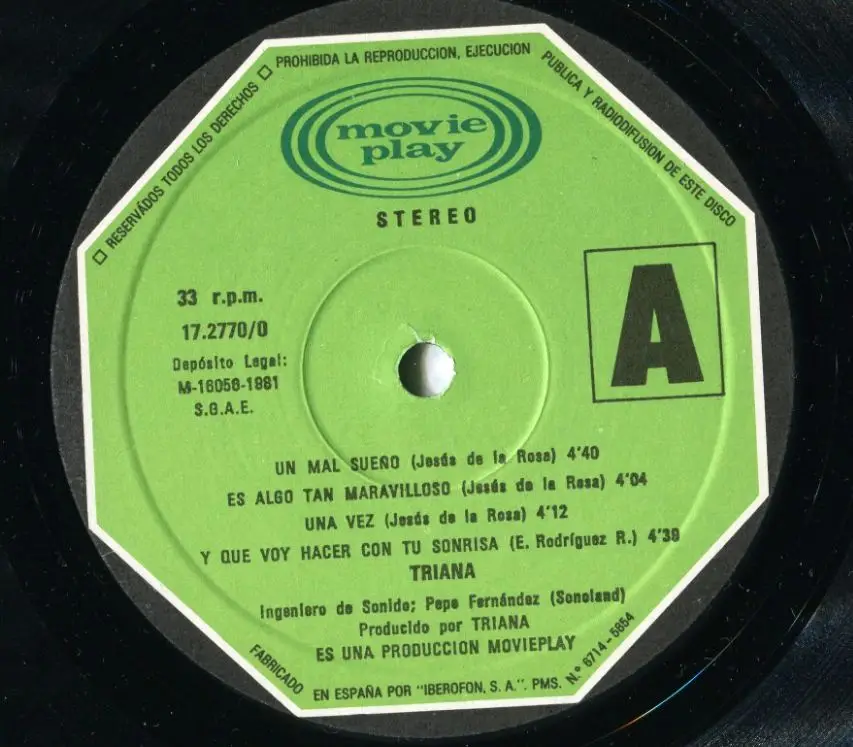 □ RESERVÁDOS TODOS LOS DERECHOS □ PROHIBIDA LA REPRODUCCION, EJECUCION PUBLICA Y RADIODIFUSION DE ESTE DISCO
movie
play
STEREO
A
33 r.p.m.
17.2770/0
Depósito Legal:
M-16056-1981
S.G.A.E.
UN MAL SUEÑO (Jesús de la Rosa) 4'40
ES ALGO TAN MARAVILLOSO (Jesús de la Rosa) 4'04
UNA VEZ (Jesús de la Rosa) 4'12
Y QUE VOY HACER CON TU SONRISA (E. Rodríguez R.) 4'39
TRIANA
Ingeniero de Sonido; Pepe Fernández (Sonoland)
Producido por TRIANA
ES UNA PRODUCCION MOVIEPLAY
FABRICADO EN ESPAÑA POR "IBEROFON, S. A.". PMS. N.º 6714-5854